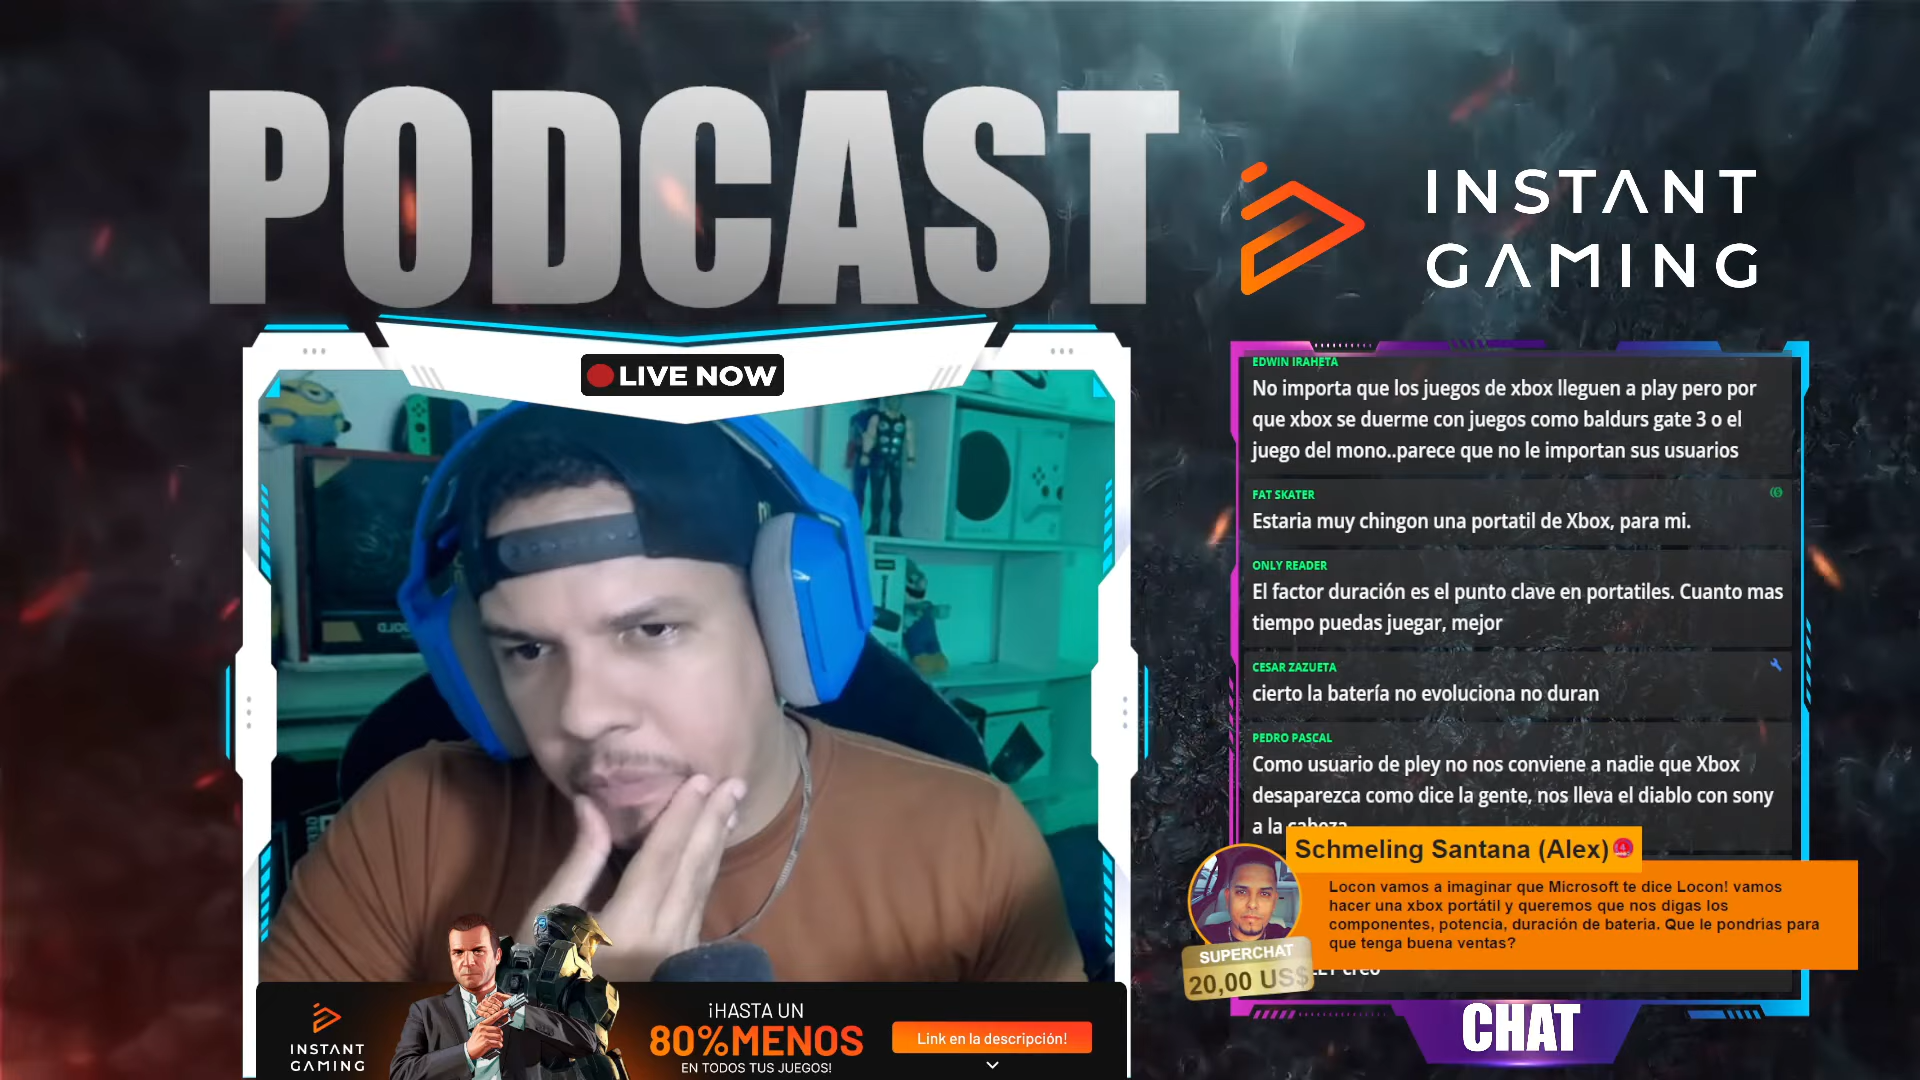 PODCAST
INSTANT
GAMING
LIVE NOW
EDWIN IRAHETA
No importa que los juegos de xbox lleguen a play pero por
que xbox se duerme con juegos como baldurs gate 3 o el
juego del mono..parece que no le importan sus usuarios
FAT SKATER
Estaria muy chingon una portatil de Xbox, para mi.
ONLY READER
El factor duración es el punto clave en portatiles. Cuanto mas
tiempo puedas juegar, mejor
CESAR ZAZUETA
cierto la batería no evoluciona no duran
PEDRO PASCAL
Como usuario de pley no nos conviene a nadie que Xbox
desaparezca como dice la gente, nos lleva el diablo con sony
a la cabeza
Schmeling Santana (Alex)
Locon vamos a imaginar que Microsoft te dice Locon! vamos
hacer una xbox portátil y queremos que nos digas los
componentes, potencia, duración de bateria. Que le pondrias para
que tenga buena ventas?
SUPERCHAT
20,00 US$
creo
CHAT
INSTANT
GAMING
¡HASTA UN
80%MENOS
EN TODOS TUS JUEGOS!
Link en la descripción!